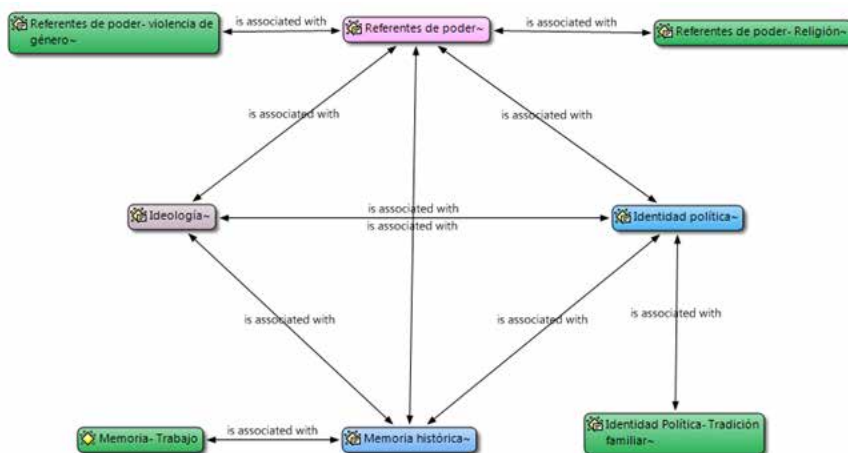 Referentes de poder- violencia de
género~
is associated with
Referentes de poder~
is associated with
Referentes de poder- Religión~
is associated with
is associated with
Ideología~
is associated with
is associated with
Identidad política~
is associated with
is associated with
is associated with
Memoria- Trabajo
is associated with
Memoria histórica~
Identidad Política- Tradición
familiar~